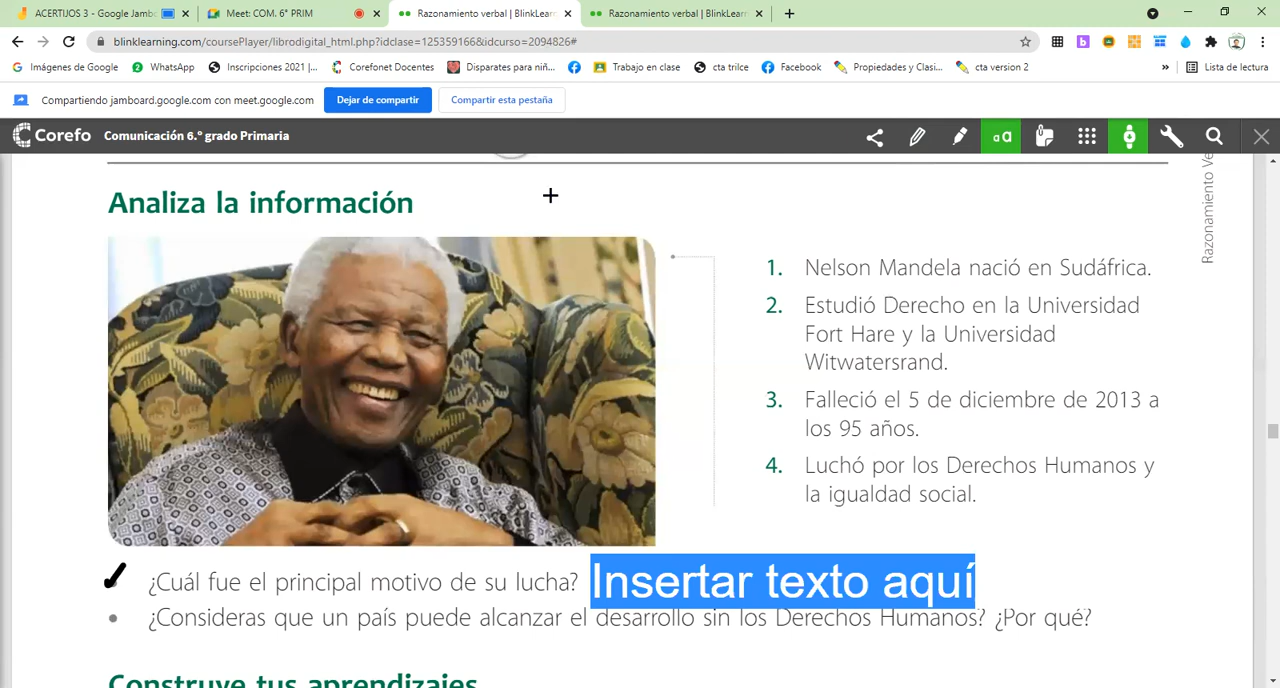 ACERTIJOS 3 - Google Jamb
Meet: COM. 6° PRIM
Razonamiento verbal | BlinkLearn
Razonamiento verbal | BlinkLearn
blinklearning.com/coursePlayer/librodigital_html.php?idclase=125359166&idcurso=2094826#
Imágenes de Google
WhatsApp
Inscripciones 2021 |...
Corefonet Docentes
Disparates para niñ...
Trabajo en clase
cta trilce
Facebook
Propiedades y Clasi...
cta version 2
»
Lista de lectura
Compartiendo jamboard.google.com con meet.google.com
Dejar de compartir
Compartir esta pestaña
Corefo
Comunicación 6.º grado Primaria
aA
Razonamiento Ve
Analiza la información
1. Nelson Mandela nació en Sudáfrica.
2. Estudió Derecho en la Universidad
Fort Hare y la Universidad
Witwatersrand.
3. Falleció el 5 de diciembre de 2013 a
los 95 años.
4. Luchó por los Derechos Humanos y
la igualdad social.
¿Cuál fue el principal motivo de su lucha? Insertar texto aquí
• ¿Consideras que un país puede alcanzar el desarrollo sin los Derechos Humanos? ¿Por qué?
Construye tus aprendizajes